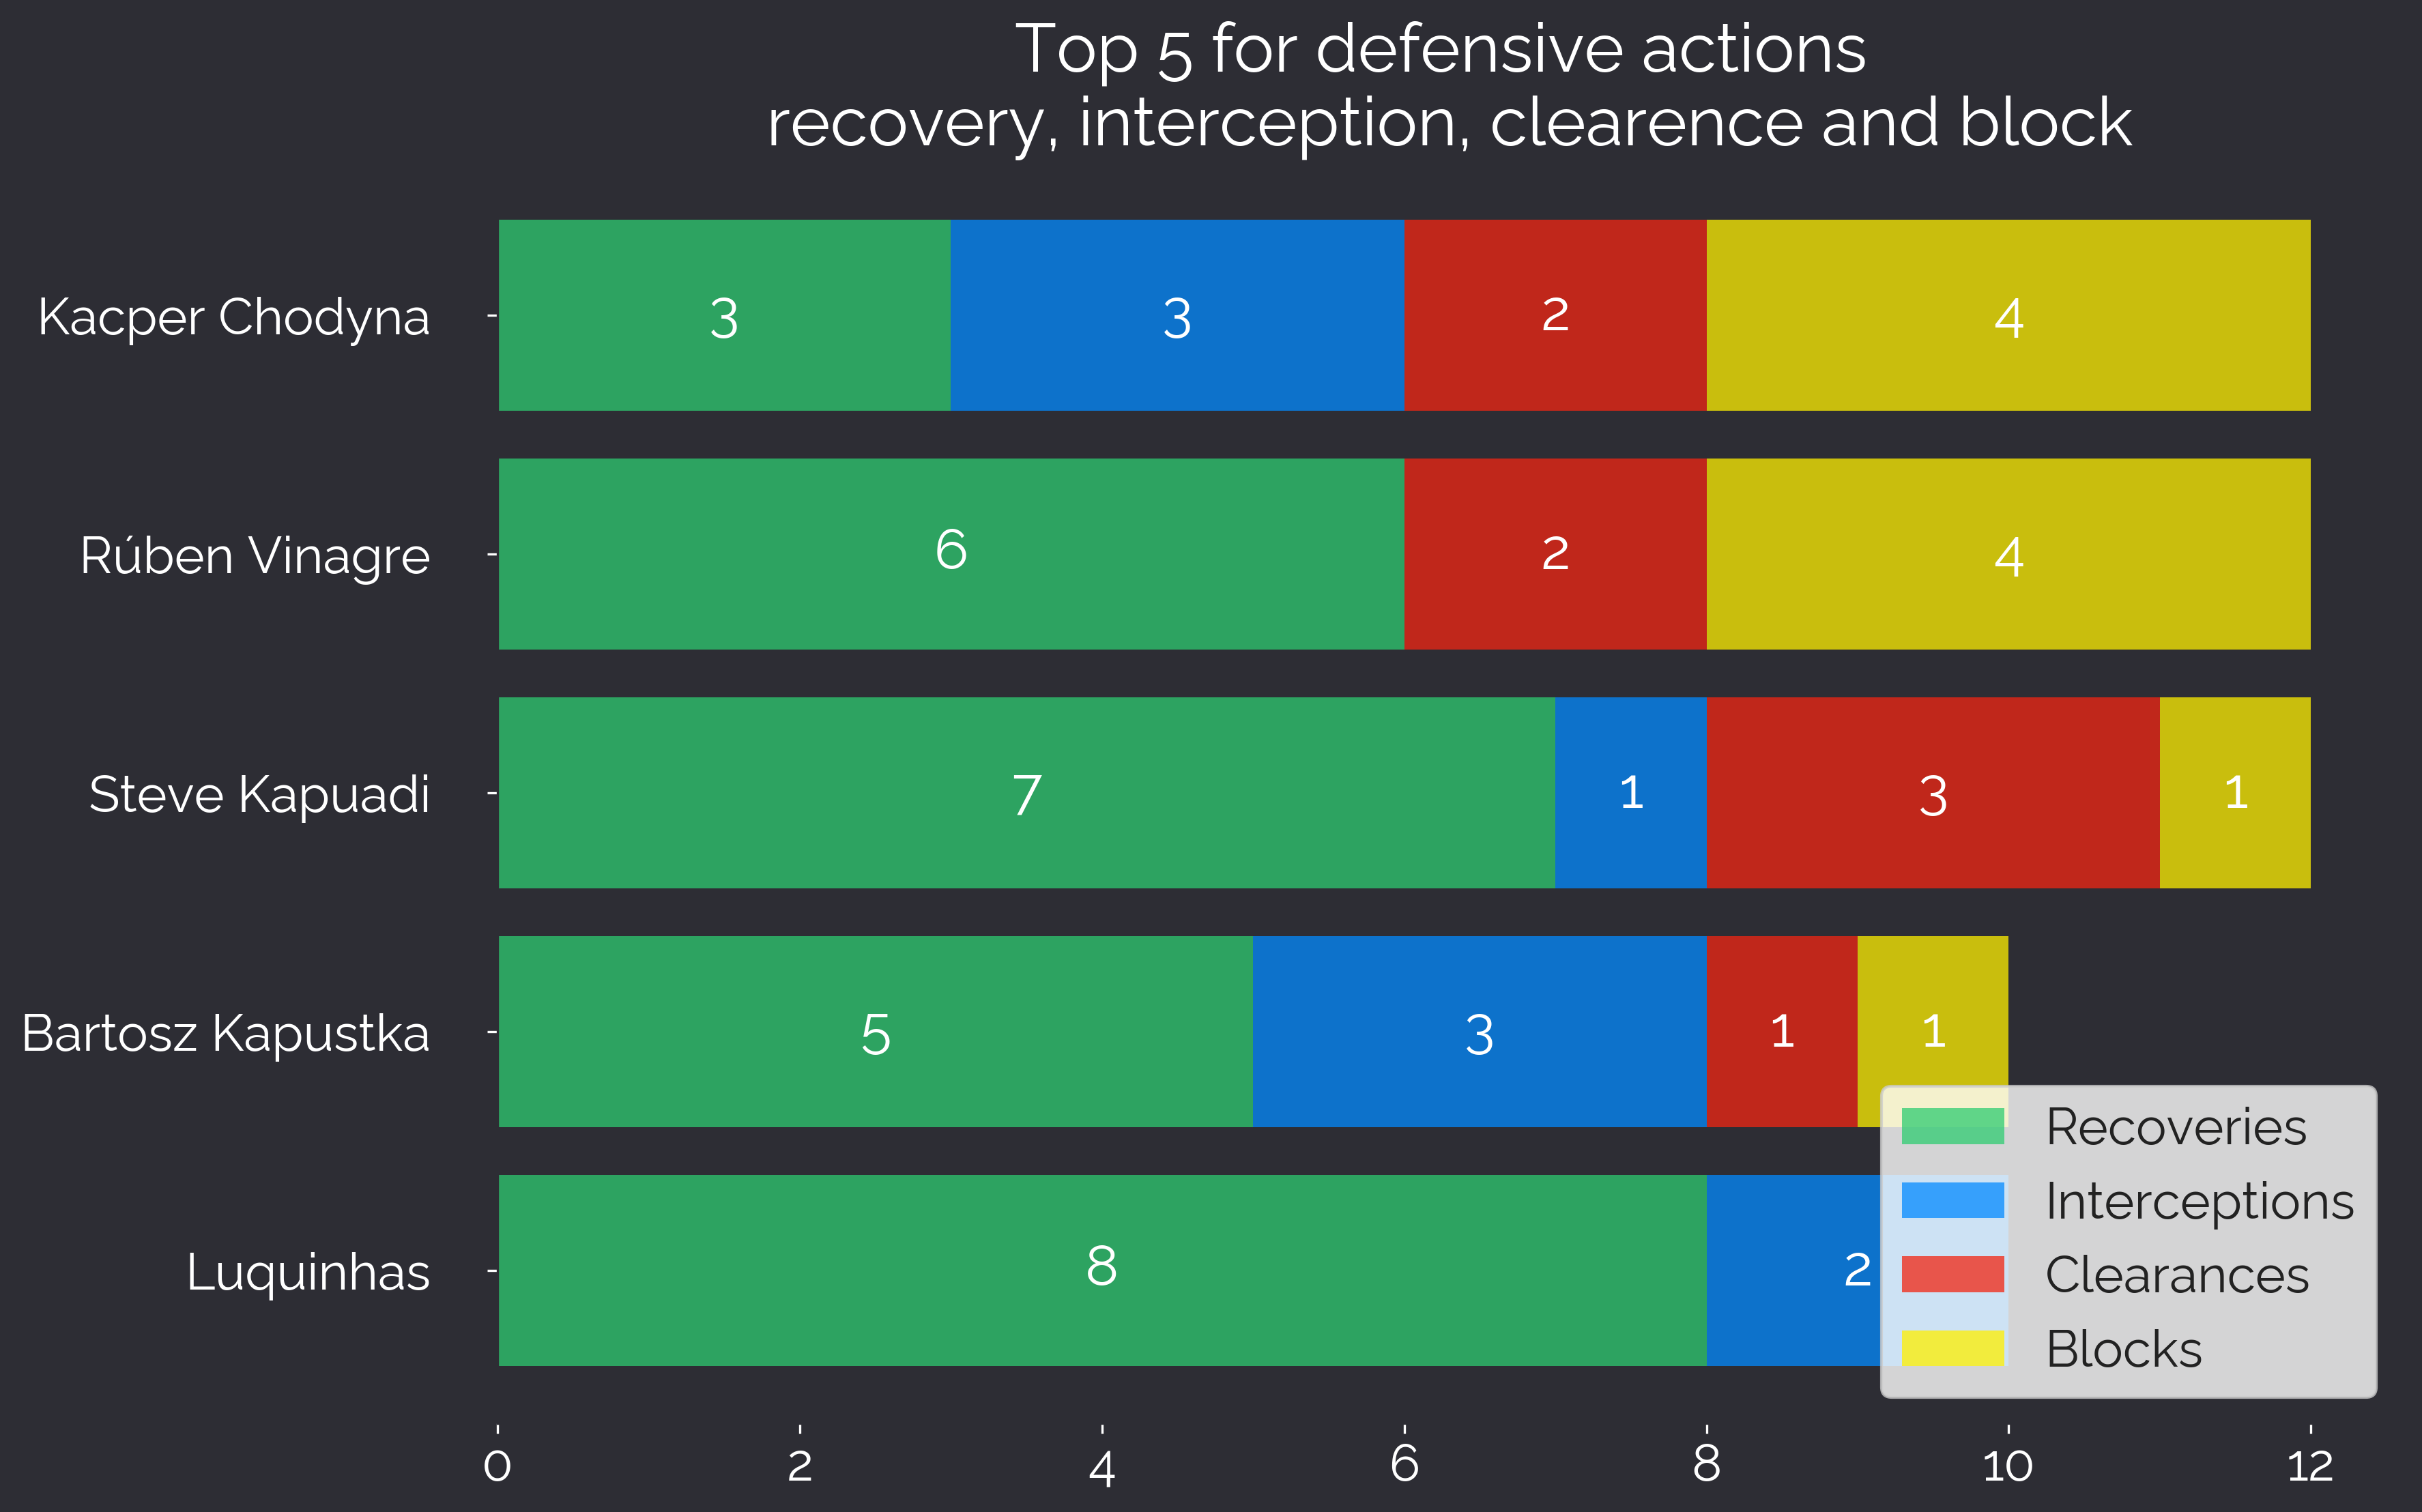 Top 5 for defensive actions
recovery, interception, clearence and block
Kacper Chodyna 3 3 2 4
Rúben Vinagre 6 2 4
Steve Kapuadi 7 1 3 1
Bartosz Kapustka 5 3 1 1
Luquinhas 8 2
Recoveries
Interceptions
Clearances
Blocks
0 2 4 6 8 10 12